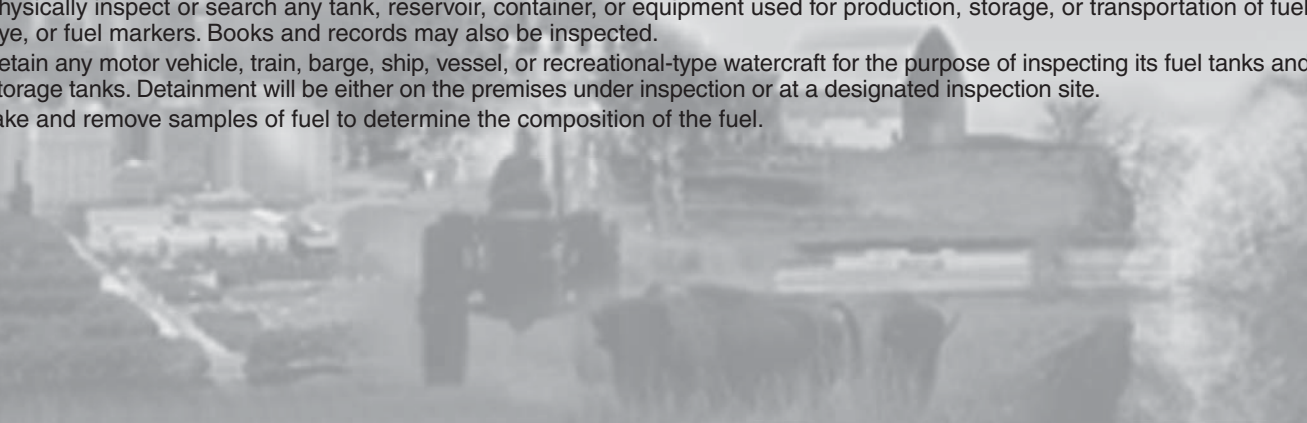 hysically inspect or search any tank, reservoir, container, or equipment used for production, storage, or transportation of fuel
ye, or fuel markers. Books and records may also be inspected.
etain any motor vehicle, train, barge, ship, vessel, or recreational-type watercraft for the purpose of inspecting its fuel tanks and
torage tanks. Detainment will be either on the premises under inspection or at a designated inspection site.
ake and remove samples of fuel to determine the composition of the fuel.